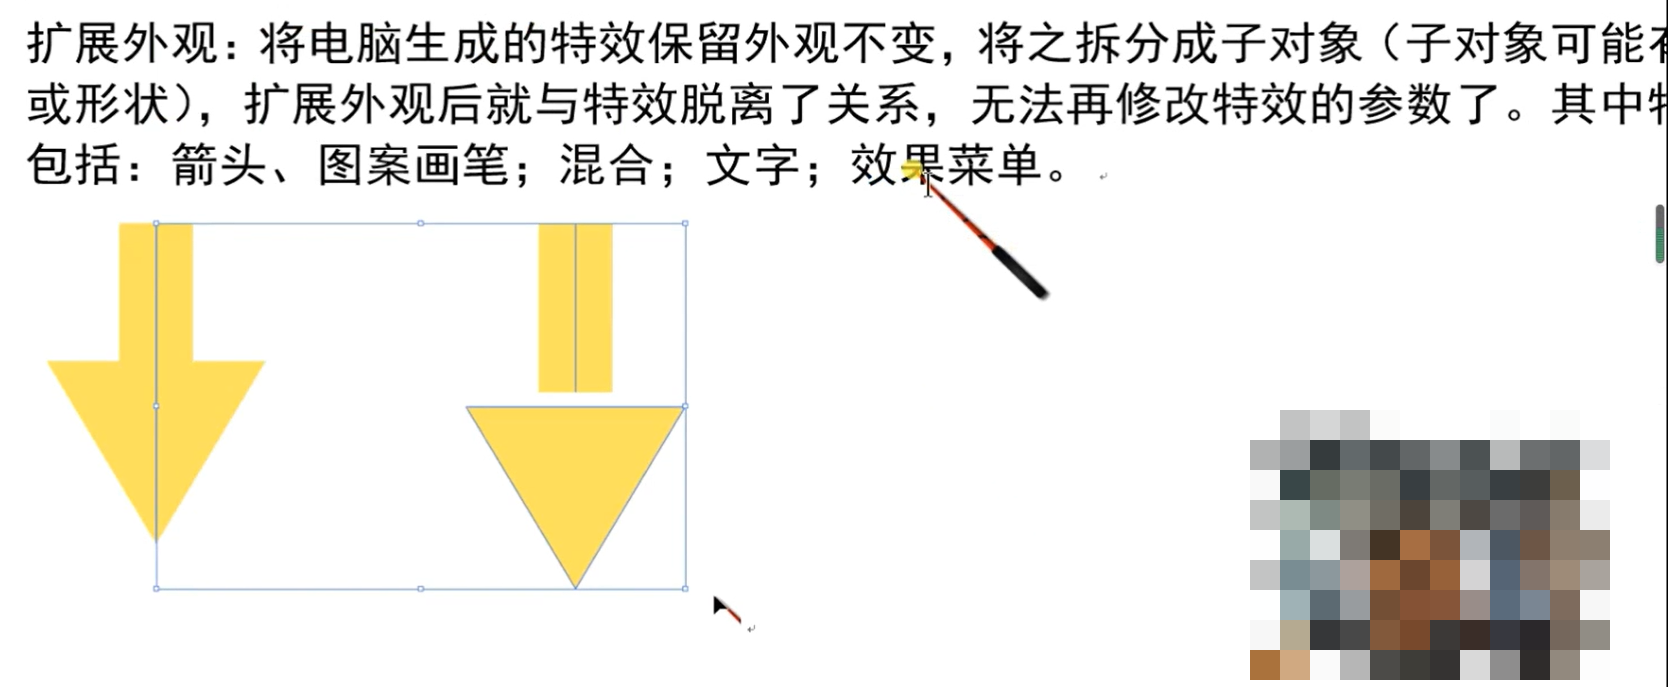 扩展外观：将电脑生成的特效保留外观不变，将之拆分成子对象（子对象可能
或形状），扩展外观后就与特效脱离了关系，无法再修改特效的参数了。其中
包括：箭头、图案画笔；混合；文字；效果菜单。